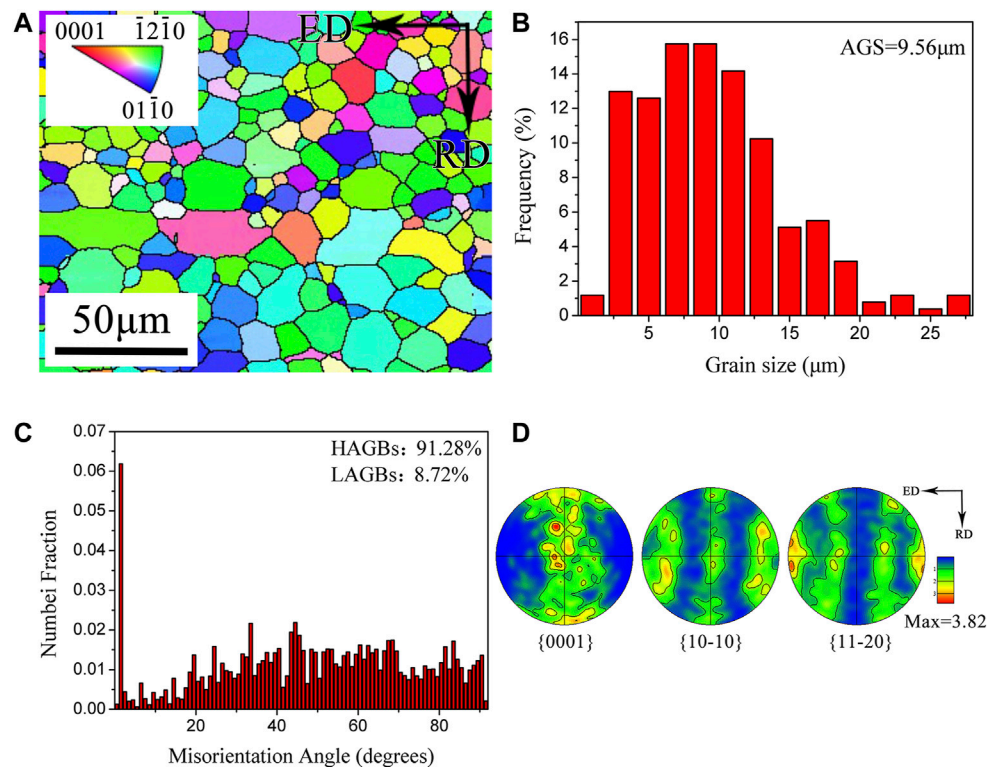 A
0001
1̅21̅0
011̅0
ED
RD
50μm
B
AGS=9.56μm
Frequency (%)
16
14
12
10
8
6
4
2
0
5
10
15
20
25
Grain size (μm)
C
HAGBs: 91.28%
LAGBs: 8.72%
Numbei Fraction
0.07
0.06
0.05
0.04
0.03
0.02
0.01
0.00
20
40
60
80
Misorientation Angle (degrees)
D
ED
RD
1
2
3
Max=3.82
{0001}
{10-10}
{11-20}